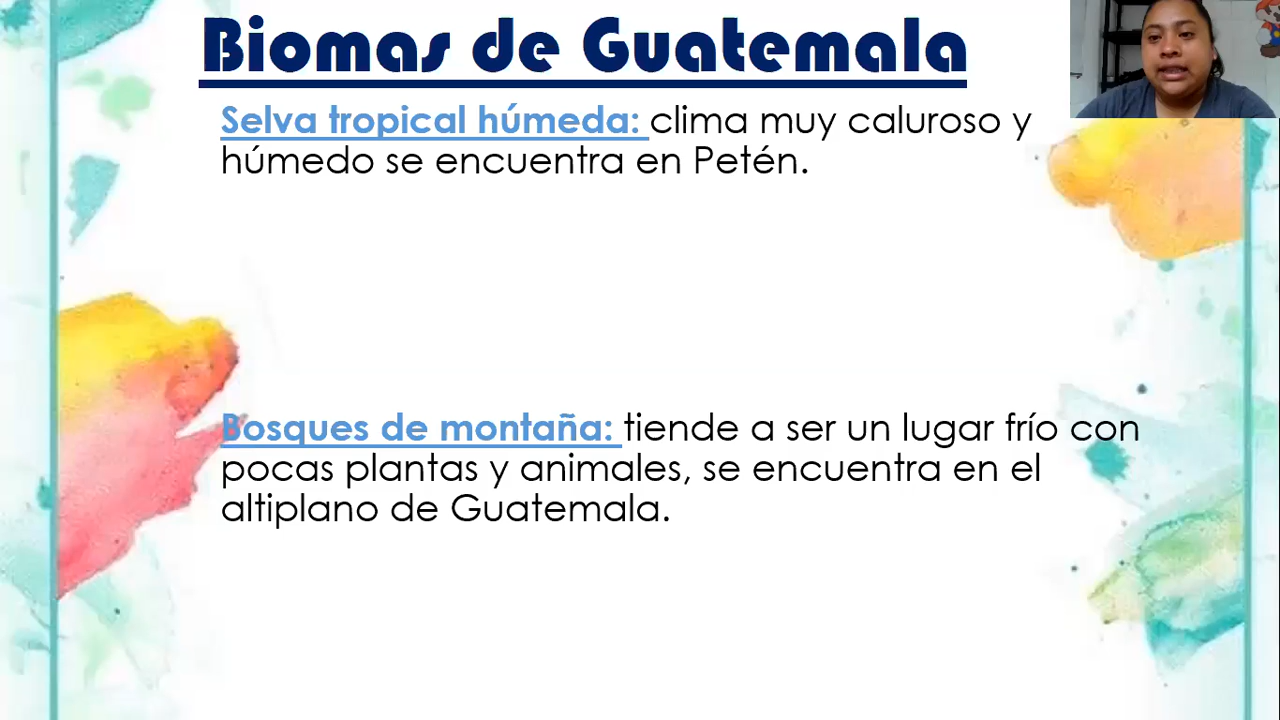 Biomas de Guatemala
Selva tropical húmeda: clima muy caluroso y
húmedo se encuentra en Petén.
Bosques de montaña: tiende a ser un lugar frío con
pocas plantas y animales, se encuentra en el
altiplano de Guatemala.